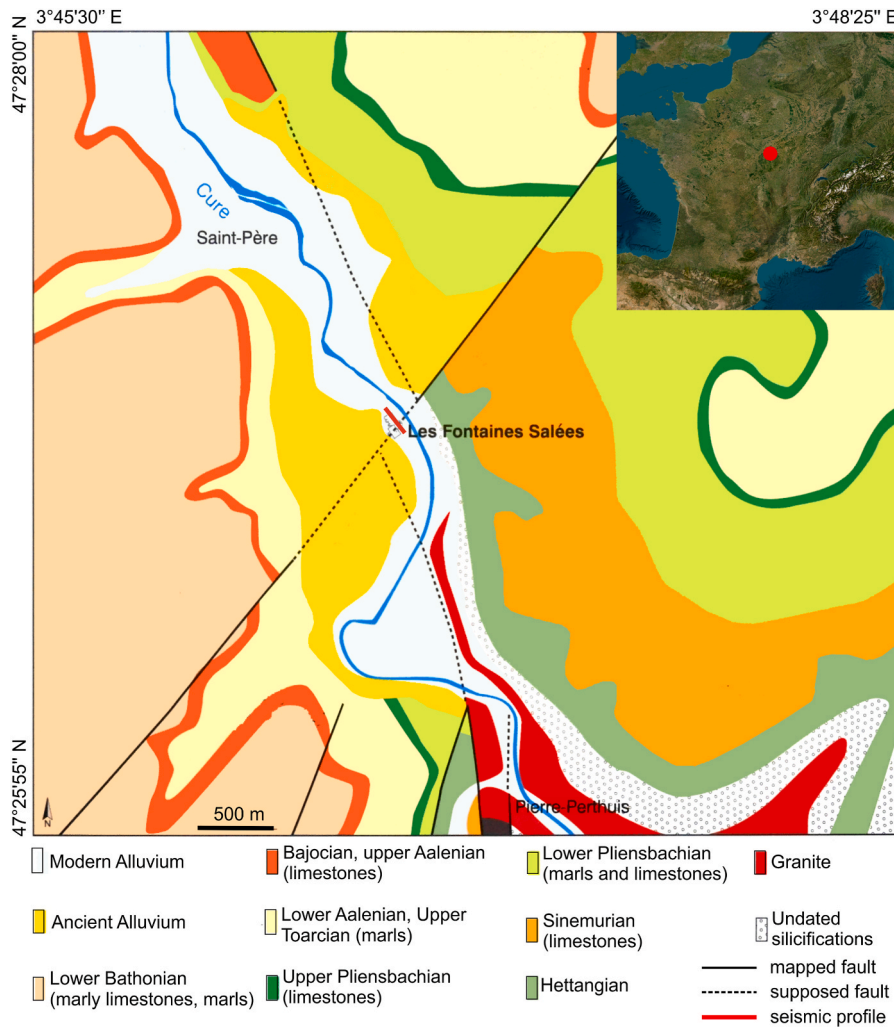 3°45'30'' E
3°48'25'' E
47°28'00'' N
Cure
Saint-Père
Les Fontaines Salées
47°25'55'' N
N
500 m
Pierre-Perthuis
Modern Alluvium
Bajocian, upper Aalenian
(limestones)
Lower Pliensbachian
(marls and limestones)
Granite
Ancient Alluvium
Lower Aalenian, Upper
Toarcian (marls)
Sinemurian
(limestones)
Undated
silicifications
Lower Bathonian
(marly limestones, marls)
Upper Pliensbachian
(limestones)
Hettangian
mapped fault
supposed fault
seismic profile